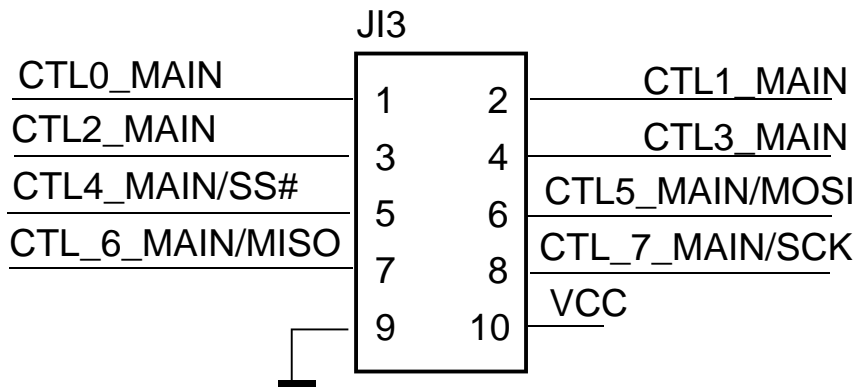 JI3
CTL0_MAIN 1 2 CTL1_MAIN
CTL2_MAIN 3 4 CTL3_MAIN
CTL4_MAIN/SS# 5 6 CTL5_MAIN/MOSI
CTL_6_MAIN/MISO 7 8 CTL_7_MAIN/SCK
9 10 VCC